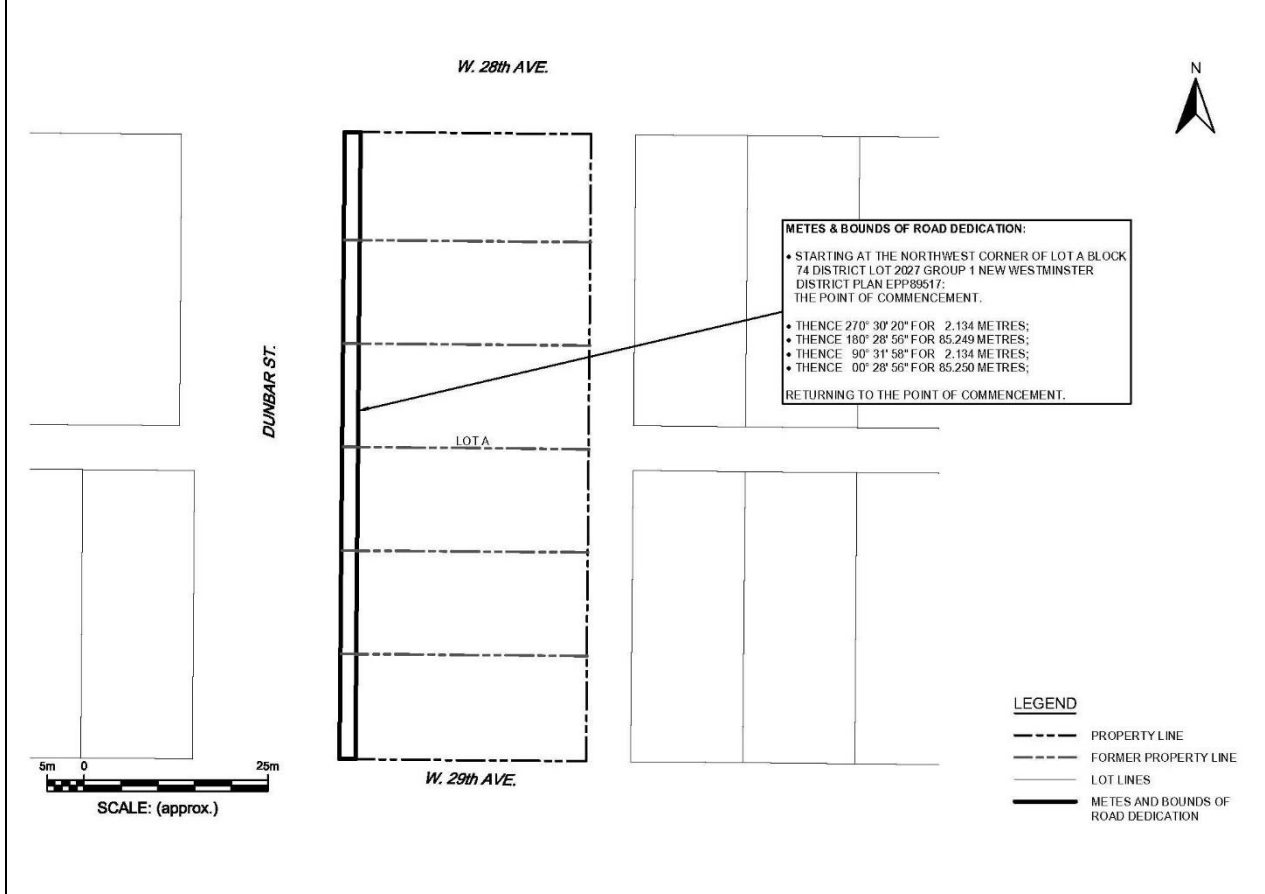 W. 28th AVE.
N
METES & BOUNDS OF ROAD DEDICATION:
• STARTING AT THE NORTHWEST CORNER OF LOT A BLOCK
74 DISTRICT LOT 2027 GROUP 1 NEW WESTMINSTER
DISTRICT PLAN EPP89517:
THE POINT OF COMMENCEMENT.
• THENCE 270° 30' 20" FOR 2.134 METRES;
• THENCE 180° 28' 56" FOR 85.249 METRES;
• THENCE 90° 31' 58" FOR 2.134 METRES;
• THENCE 00° 28' 56" FOR 85.250 METRES;
RETURNING TO THE POINT OF COMMENCEMENT.
DUNBAR ST.
LOT A
W. 29th AVE.
5m 0 25m
SCALE: (approx.)
LEGEND
PROPERTY LINE
FORMER PROPERTY LINE
LOT LINES
METES AND BOUNDS OF
ROAD DEDICATION